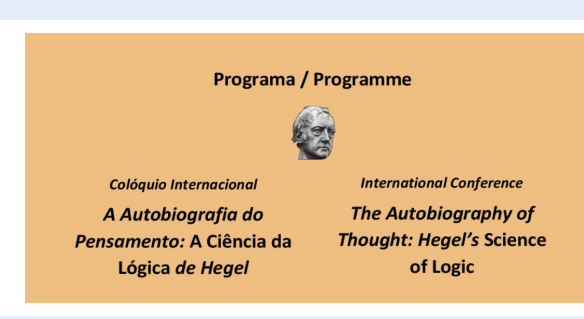 Programa / Programme
Colóquio Internacional
A Autobiografia do
Pensamento: A Ciência da
Lógica de Hegel
International Conference
The Autobiography of
Thought: Hegel's Science
of Logic